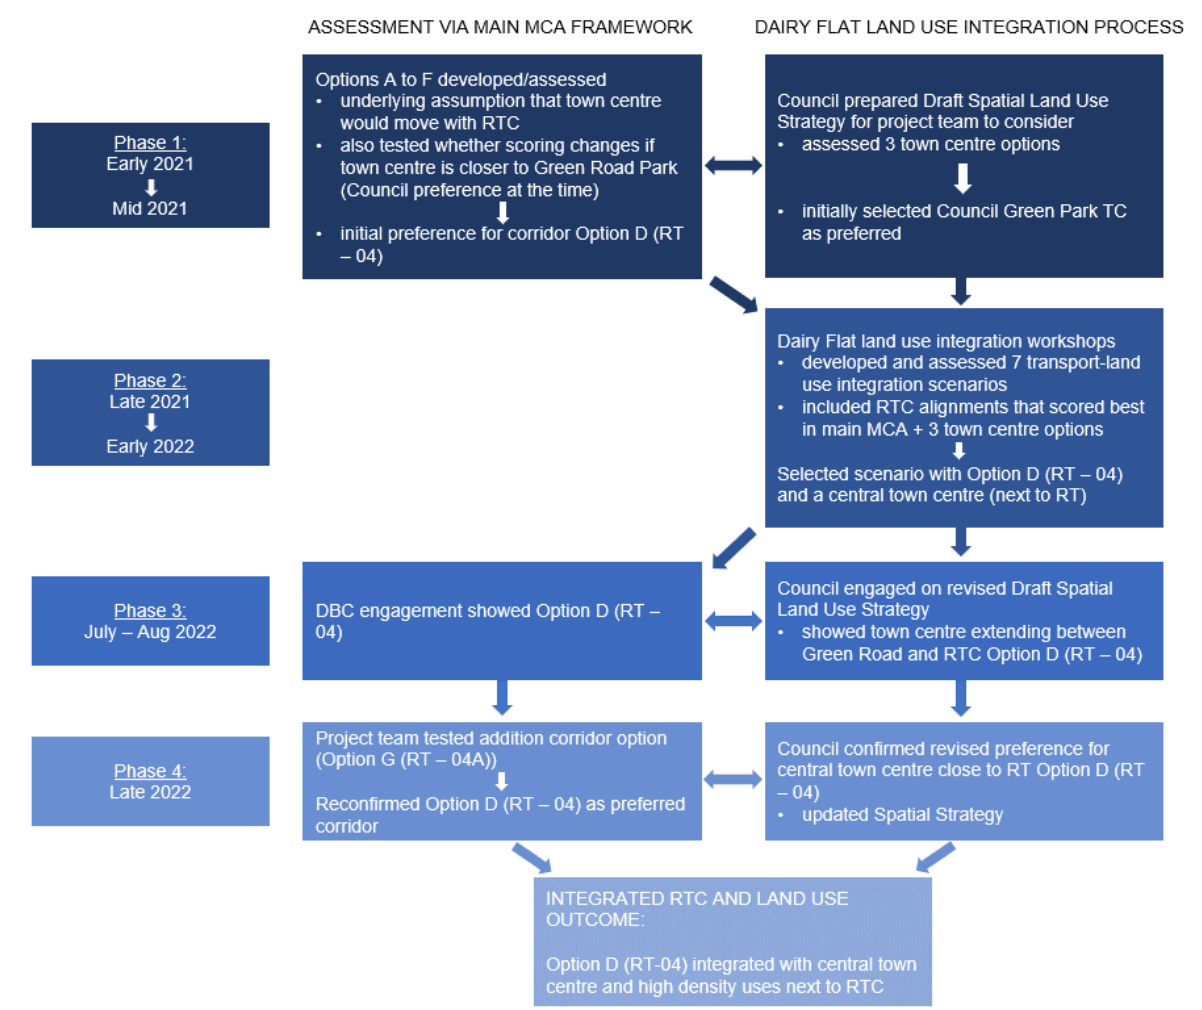 ASSESSMENT VIA MAIN MCA FRAMEWORK
DAIRY FLAT LAND USE INTEGRATION PROCESS
Phase 1:
Early 2021
Mid 2021
Options A to F developed/assessed
• underlying assumption that town centre
would move with RTC
• also tested whether scoring changes if
town centre is closer to Green Road Park
(Council preference at the time)
• initial preference for corridor Option D (RT
– 04)
Council prepared Draft Spatial Land Use
Strategy for project team to consider
• assessed 3 town centre options
• initially selected Council Green Park TC
as preferred
Phase 2:
Late 2021
Early 2022
Dairy Flat land use integration workshops
• developed and assessed 7 transport-land
use integration scenarios
• included RTC alignments that scored best
in main MCA + 3 town centre options
Selected scenario with Option D (RT – 04)
and a central town centre (next to RT)
Phase 3:
July – Aug 2022
DBC engagement showed Option D (RT –
04)
Council engaged on revised Draft Spatial
Land Use Strategy
• showed town centre extending between
Green Road and RTC Option D (RT – 04)
Phase 4:
Late 2022
Project team tested addition corridor option
(Option G (RT – 04A))
Reconfirmed Option D (RT – 04) as preferred
corridor
Council confirmed revised preference for
central town centre close to RT Option D (RT
– 04)
• updated Spatial Strategy
INTEGRATED RTC AND LAND USE
OUTCOME:
Option D (RT-04) integrated with central town
centre and high density uses next to RTC